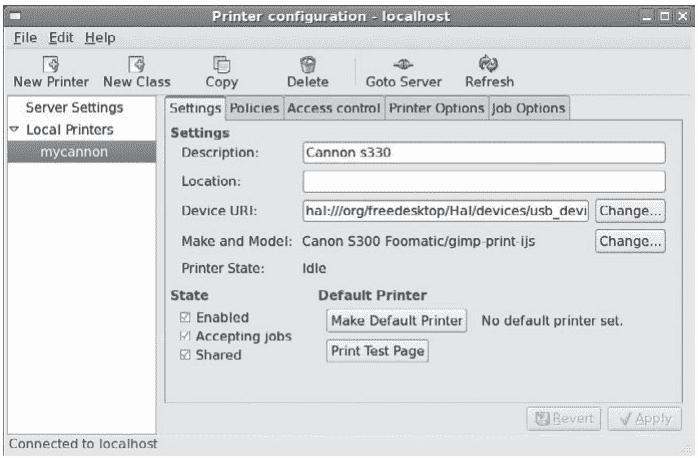 Printer configuration - localhost
File Edit Help
New Printer New Class Copy Delete Goto Server Refresh
Server Settings
Local Printers
mycannon
Settings Policies Access control Printer Options Job Options
Settings
Description: Cannon s330
Location:
Device URI: hal:///org/freedesktop/Hal/devices/usb_devi Change...
Make and Model: Canon S300 Foomatic/gimp-print-ijs Change...
Printer State: Idle
State Default Printer
Enabled
Make Default Printer No default printer set.
Accepting jobs
Shared
Print Test Page
Revert Apply
Connected to localhost